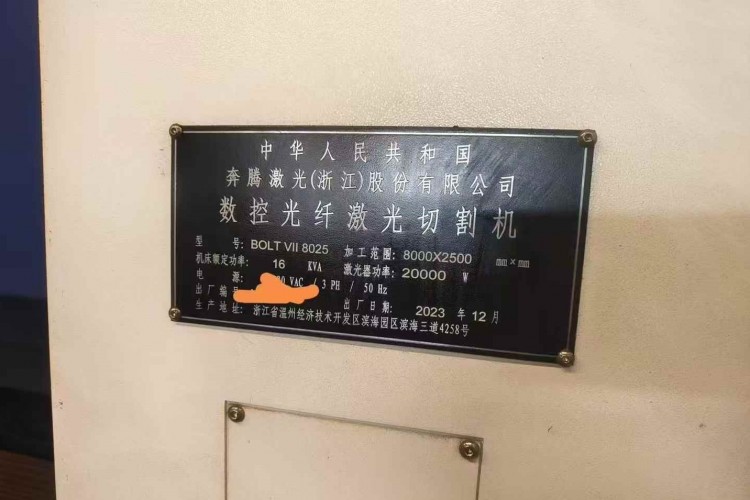 中华人民共和国
奔腾激光(浙江)股份有限公司
数控光纤激光切割机
型 号: BOLT VII 8025 加工范围: 8000X2500 mm×mm
机床额定功率: 16 KVA 激光器功率: 20000 W
电 源: 0 VAC / 3 PH / 50 Hz
出厂编号 出厂日期: 2023 年 12 月
生产地址: 浙江省温州经济技术开发区滨海园区滨海三道4258号